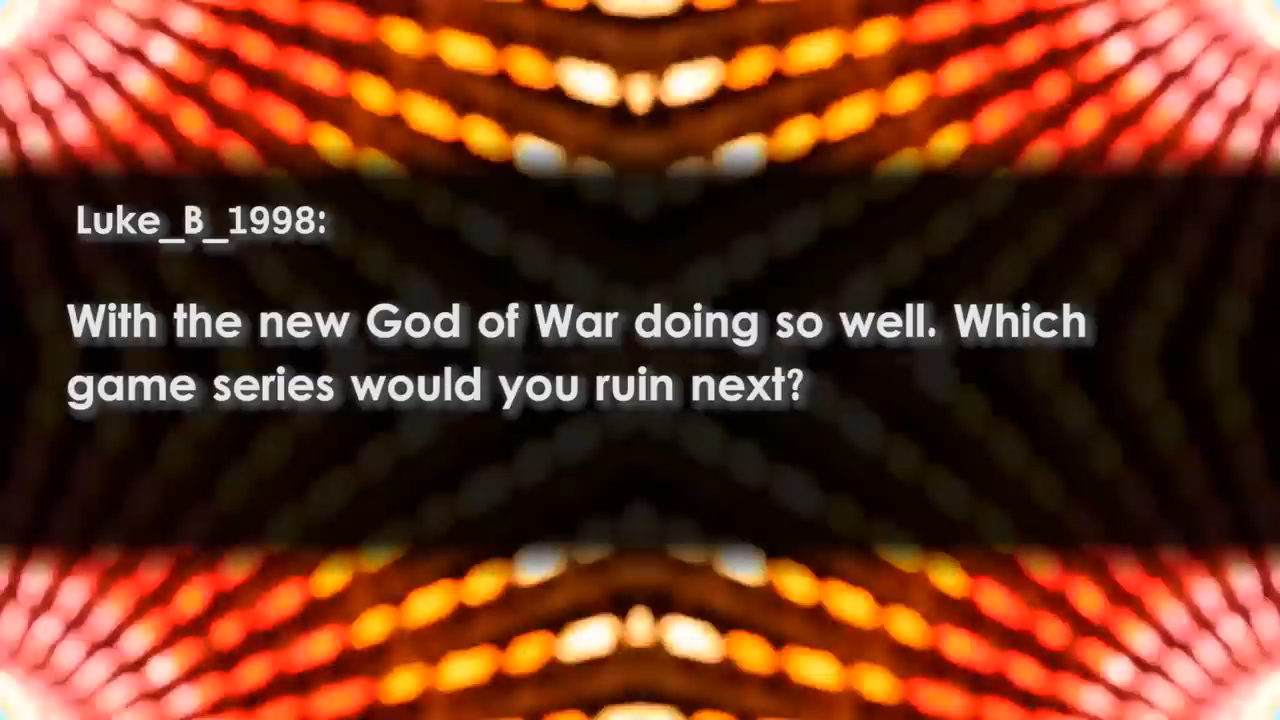 Luke_B_1998:
With the new God of War doing so well. Which
game series would you ruin next?